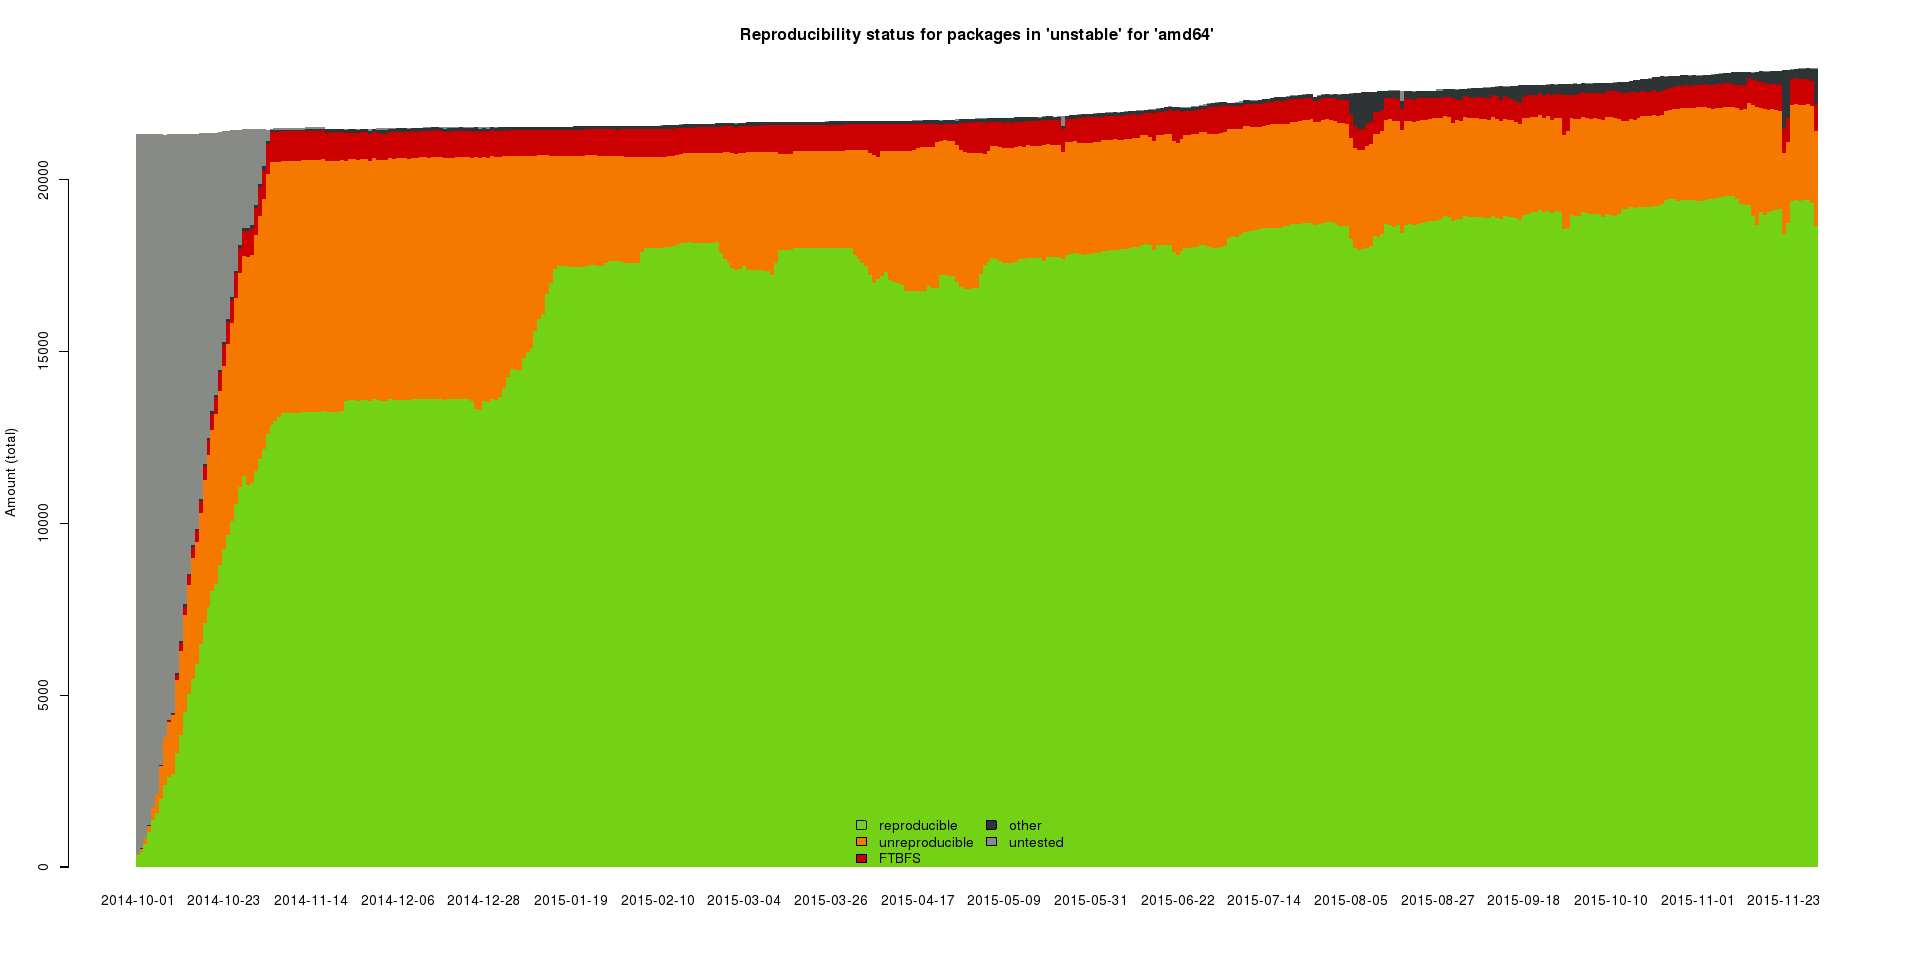 Reproducibility status for packages in 'unstable' for 'amd64'
Amount (total)
20000
15000
10000
5000
0
reproducible
unreproducible
FTBFS
other
untested
2014-10-01 2014-10-23 2014-11-14 2014-12-06 2014-12-28 2015-01-19 2015-02-10 2015-03-04 2015-03-26 2015-04-17 2015-05-09 2015-05-31 2015-06-22 2015-07-14 2015-08-05 2015-08-27 2015-09-18 2015-10-10 2015-11-01 2015-11-23